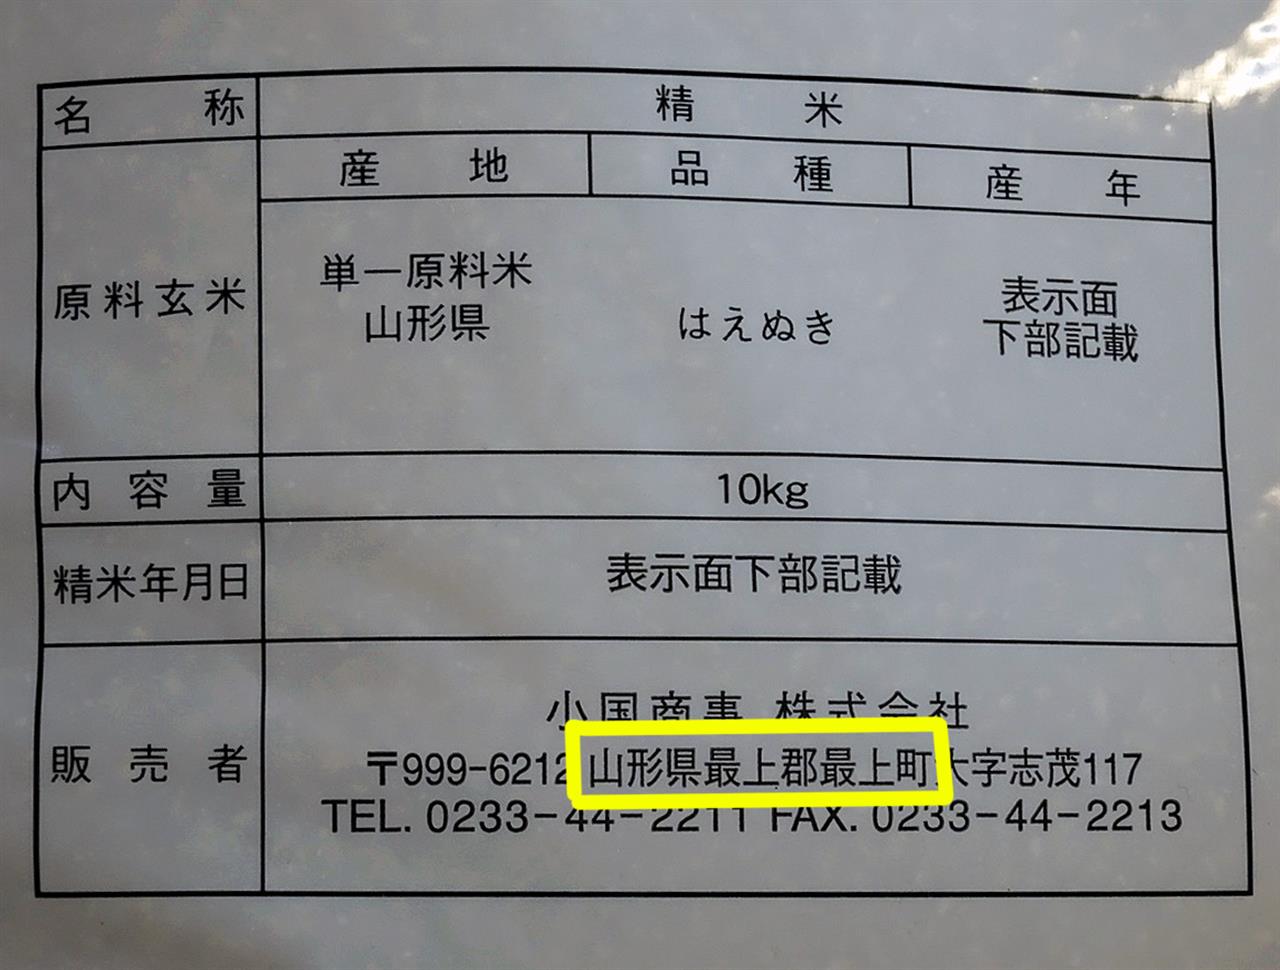 名称 精米
産地 品種 産年
原料玄米 単一原料米 山形県 はえぬき 表示面 下部記載
内容量 10kg
精米年月日 表示面下部記載
販売者 小国商事 株式会社
〒999-6212 山形県最上郡最上町大字志茂117
TEL. 0233-44-2211 FAX. 0233-44-2213